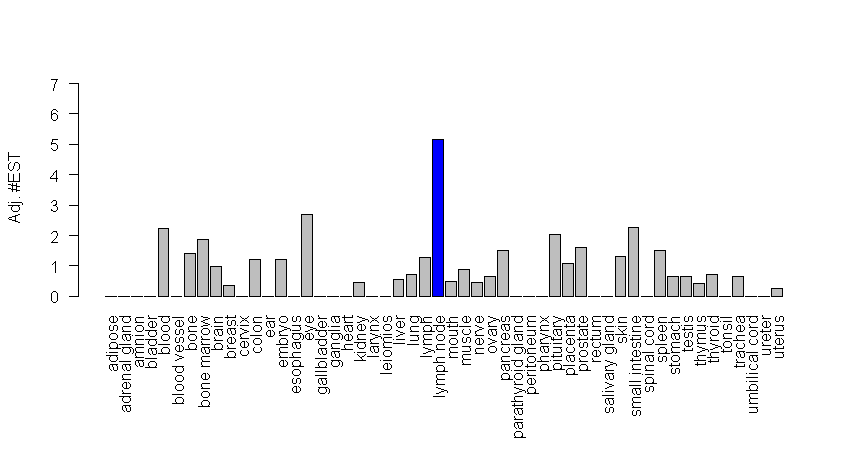 Adj. #EST
7
6
5
4
3
2
1
0
adipose
adrenal gland
amnion
bladder
blood
blood vessel
bone
bone marrow
brain
breast
cervix
colon
ear
embryo
esophagus
eye
gallbladder
ganglia
heart
kidney
larynx
leiomios
liver
lung
lymph
lymph node
mouth
muscle
nerve
ovary
pancreas
parathyroid gland
peritoneum
pharynx
pituitary
placenta
prostate
rectum
salivary gland
skin
small intestine
spinal cord
spleen
stomach
testis
thymus
thyroid
tonsil
trachea
umbilical cord
ureter
uterus